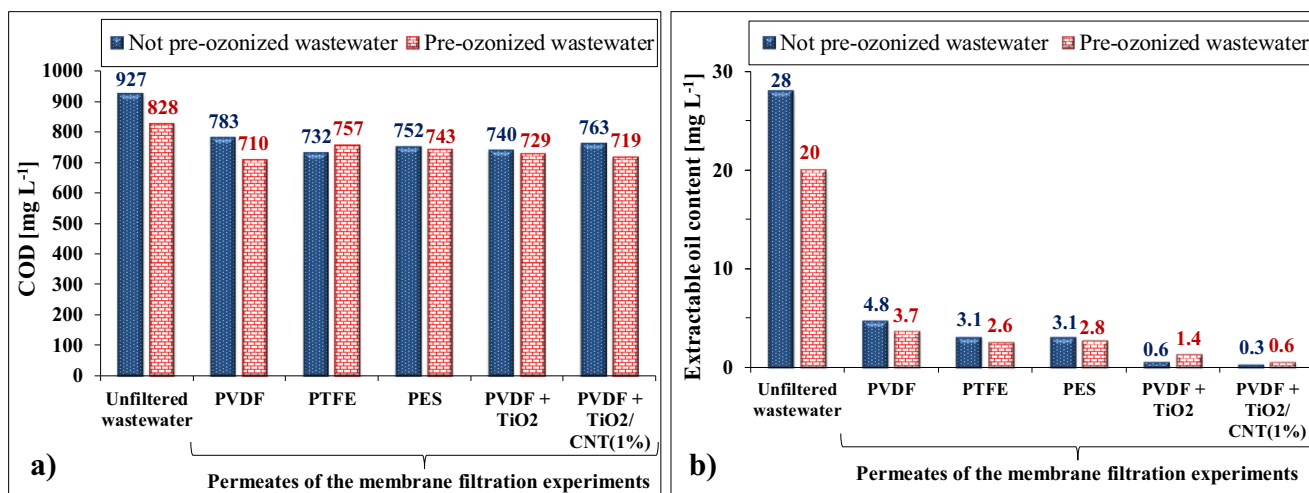 Not pre-ozonized wastewater Pre-ozonized wastewater
COD [mg L-1]
1000
900
800
700
600
500
400
300
200
100
0
927
828
783
710
732
757
752
743
740
729
763
719
Unfiltered
wastewater
PVDF
PTFE
PES
PVDF +
TiO2
PVDF +
TiO2/
CNT(1%)
a)
Permeates of the membrane filtration experiments
Not pre-ozonized wastewater Pre-ozonized wastewater
Extractable oil content [mg L-1]
30
20
10
0
28
20
4.8
3.7
3.1
2.6
3.1
2.8
0.6
1.4
0.3
0.6
Unfiltered
wastewater
PVDF
PTFE
PES
PVDF +
TiO2
PVDF +
TiO2/
CNT(1%)
b)
Permeates of the membrane filtration experiments